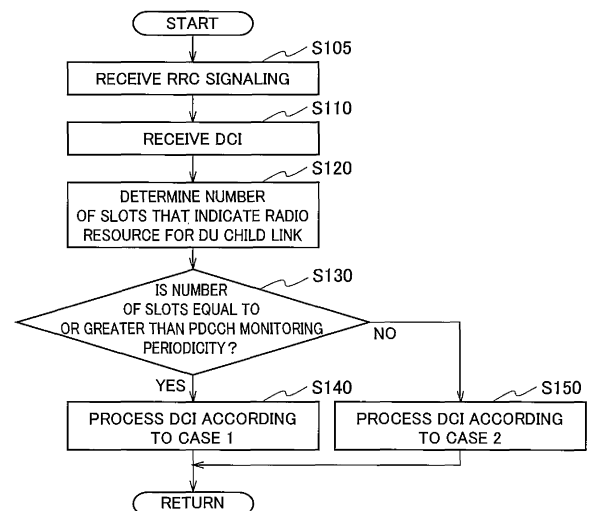 START
S105
RECEIVE RRC SIGNALING
S110
RECEIVE DCI
S120
DETERMINE NUMBER
OF SLOTS THAT INDICATE RADIO
RESOURCE FOR DU CHILD LINK
S130
IS NUMBER
OF SLOTS EQUAL TO
OR GREATER THAN PDCCH MONITORING
PERIODICITY?
NO
YES
S140
PROCESS DCI ACCORDING
TO CASE 1
S150
PROCESS DCI ACCORDING
TO CASE 2
RETURN